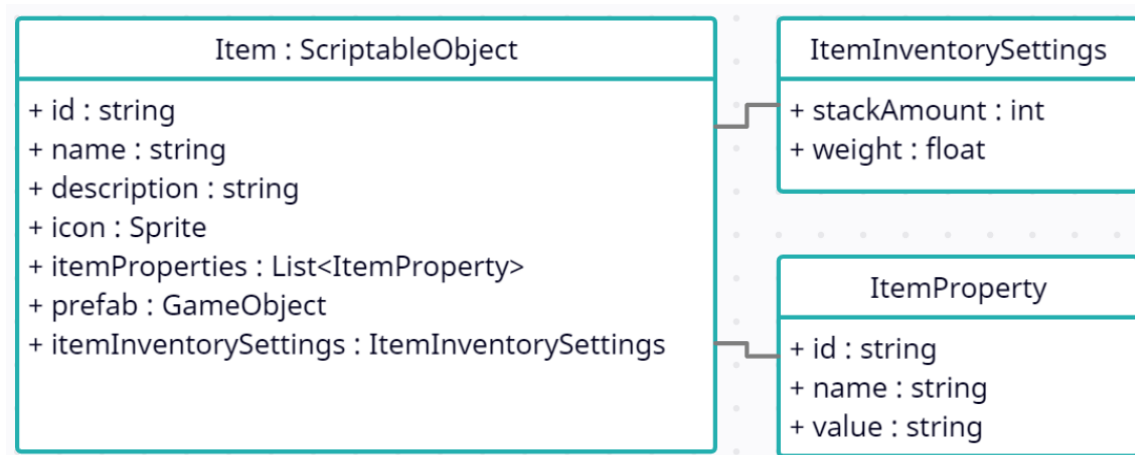 Item : ScriptableObject
+ id : string
+ name : string
+ description : string
+ icon : Sprite
+ itemProperties : List<ItemProperty>
+ prefab : GameObject
+ itemInventorySettings : ItemInventorySettings
ItemInventorySettings
+ stackAmount : int
+ weight : float
ItemProperty
+ id : string
+ name : string
+ value : string